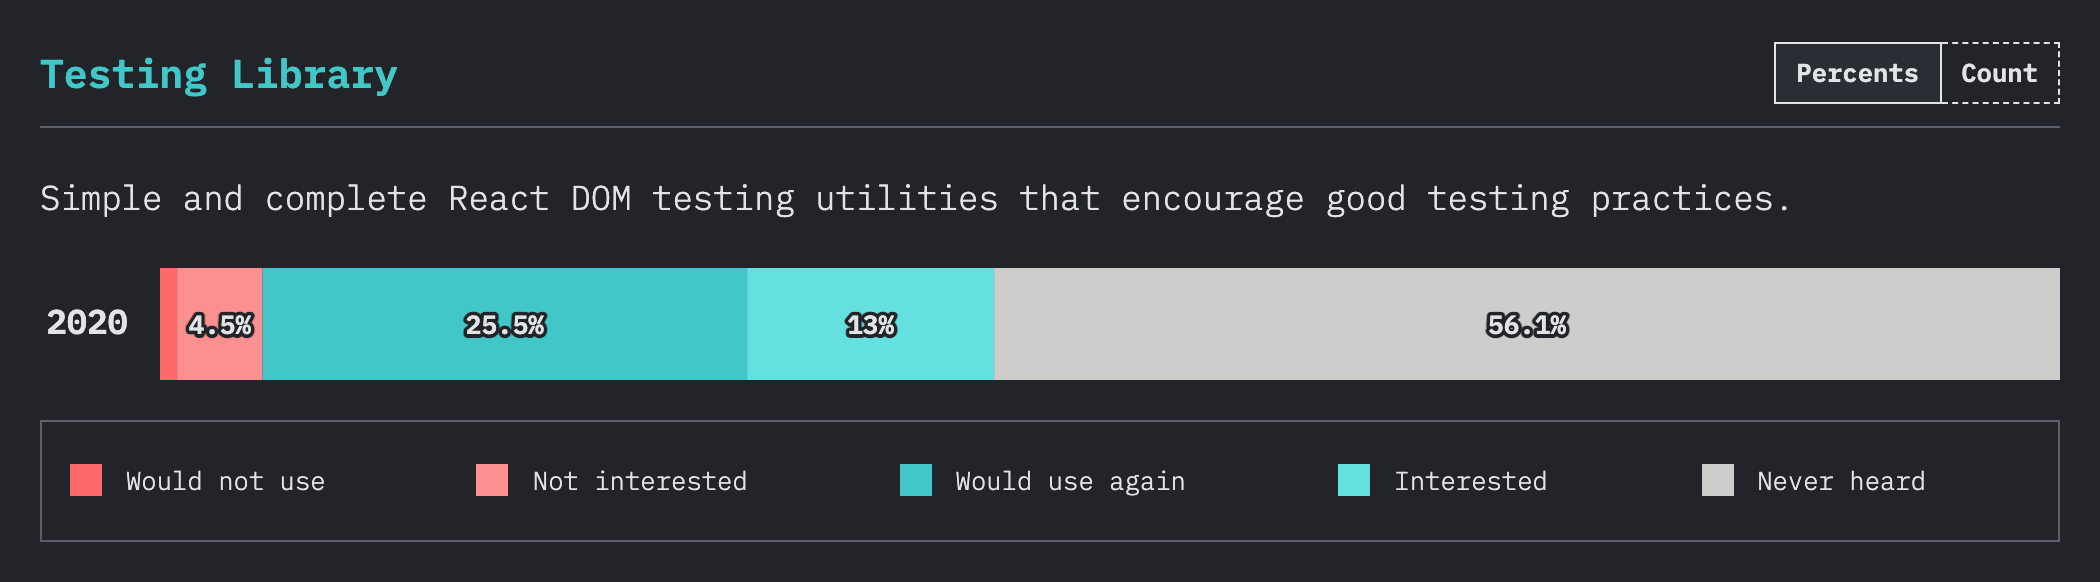 Testing Library
Percents Count
Simple and complete React DOM testing utilities that encourage good testing practices.
2020 4.5% 25.5% 13% 56.1%
Would not use Not interested Would use again Interested Never heard